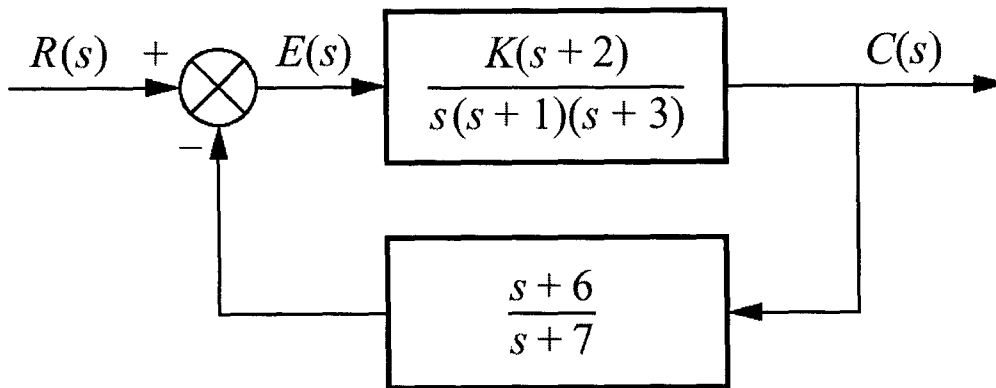 R(s) + E(s) K(s + 2) C(s)
s(s + 1)(s + 3)
−
s + 6
s + 7